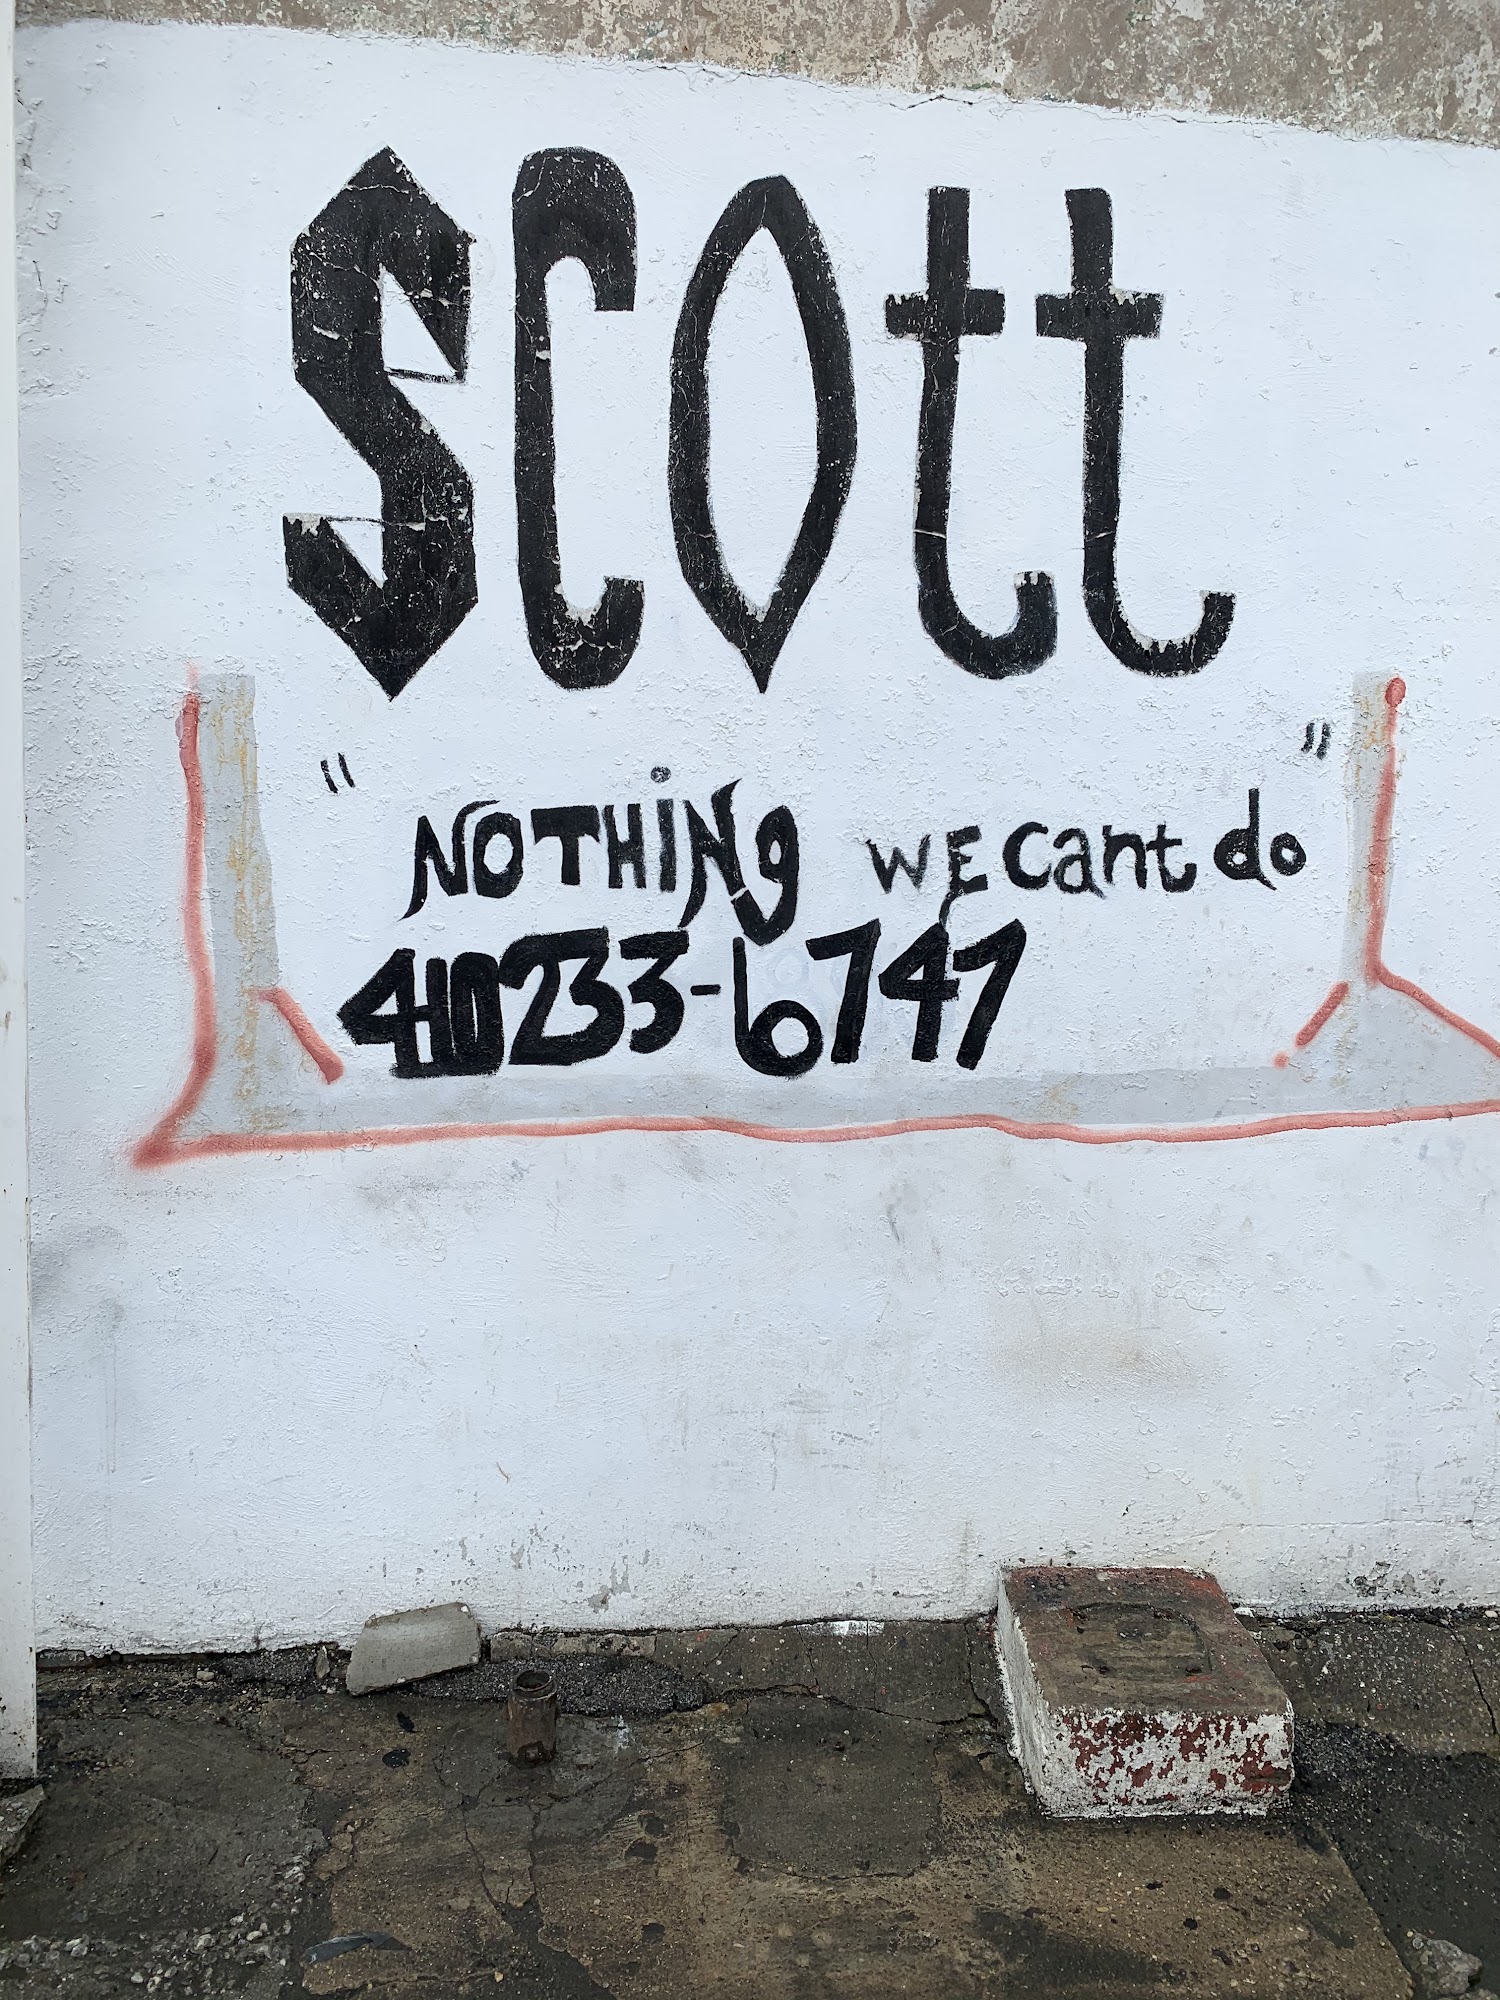 SCOtt
"NOTHiNg WE Cant do"
410233-6747